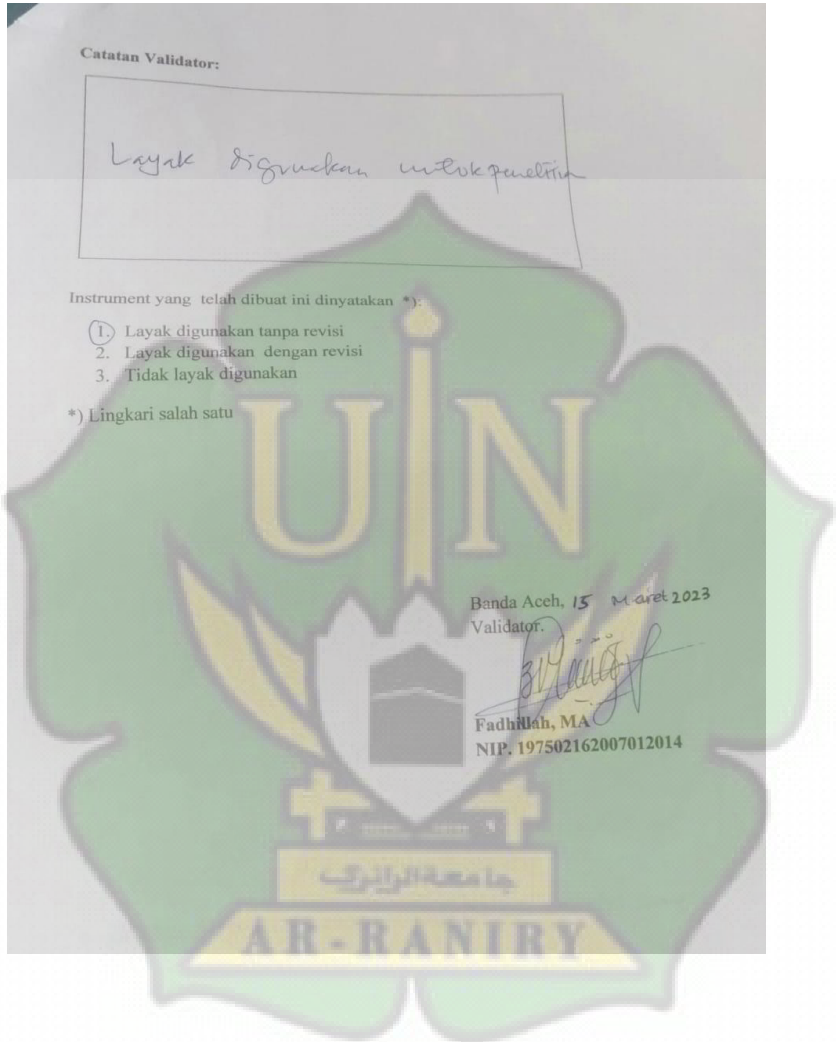 Catatan Validator:
Layak digunakan untuk penelitian
Instrument yang telah dibuat ini dinyatakan *):
1. Layak digunakan tanpa revisi
2. Layak digunakan dengan revisi
3. Tidak layak digunakan
*) Lingkari salah satu
UIN
Banda Aceh, 15 Maret 2023
Validator.
Fadhillah, MA
NIP. 197502162007012014
جامعة الرانري
AR-RANIRY